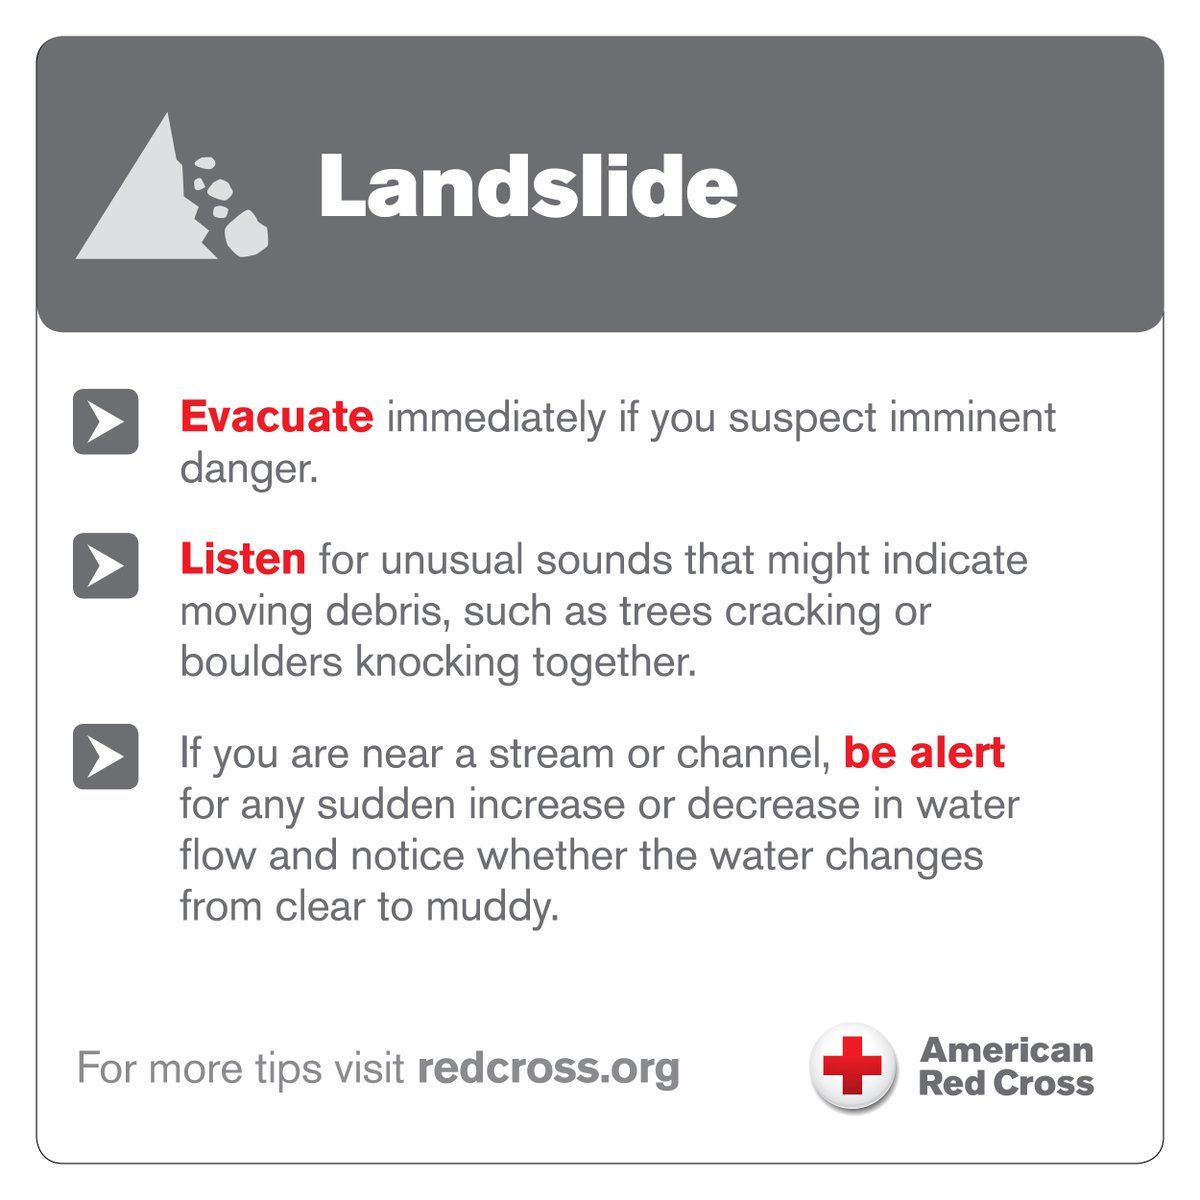 Landslide
Evacuate immediately if you suspect imminent
danger.
Listen for unusual sounds that might indicate
moving debris, such as trees cracking or
boulders knocking together.
If you are near a stream or channel, be alert
for any sudden increase or decrease in water
flow and notice whether the water changes
from clear to muddy.
For more tips visit redcross.org
American
Red Cross